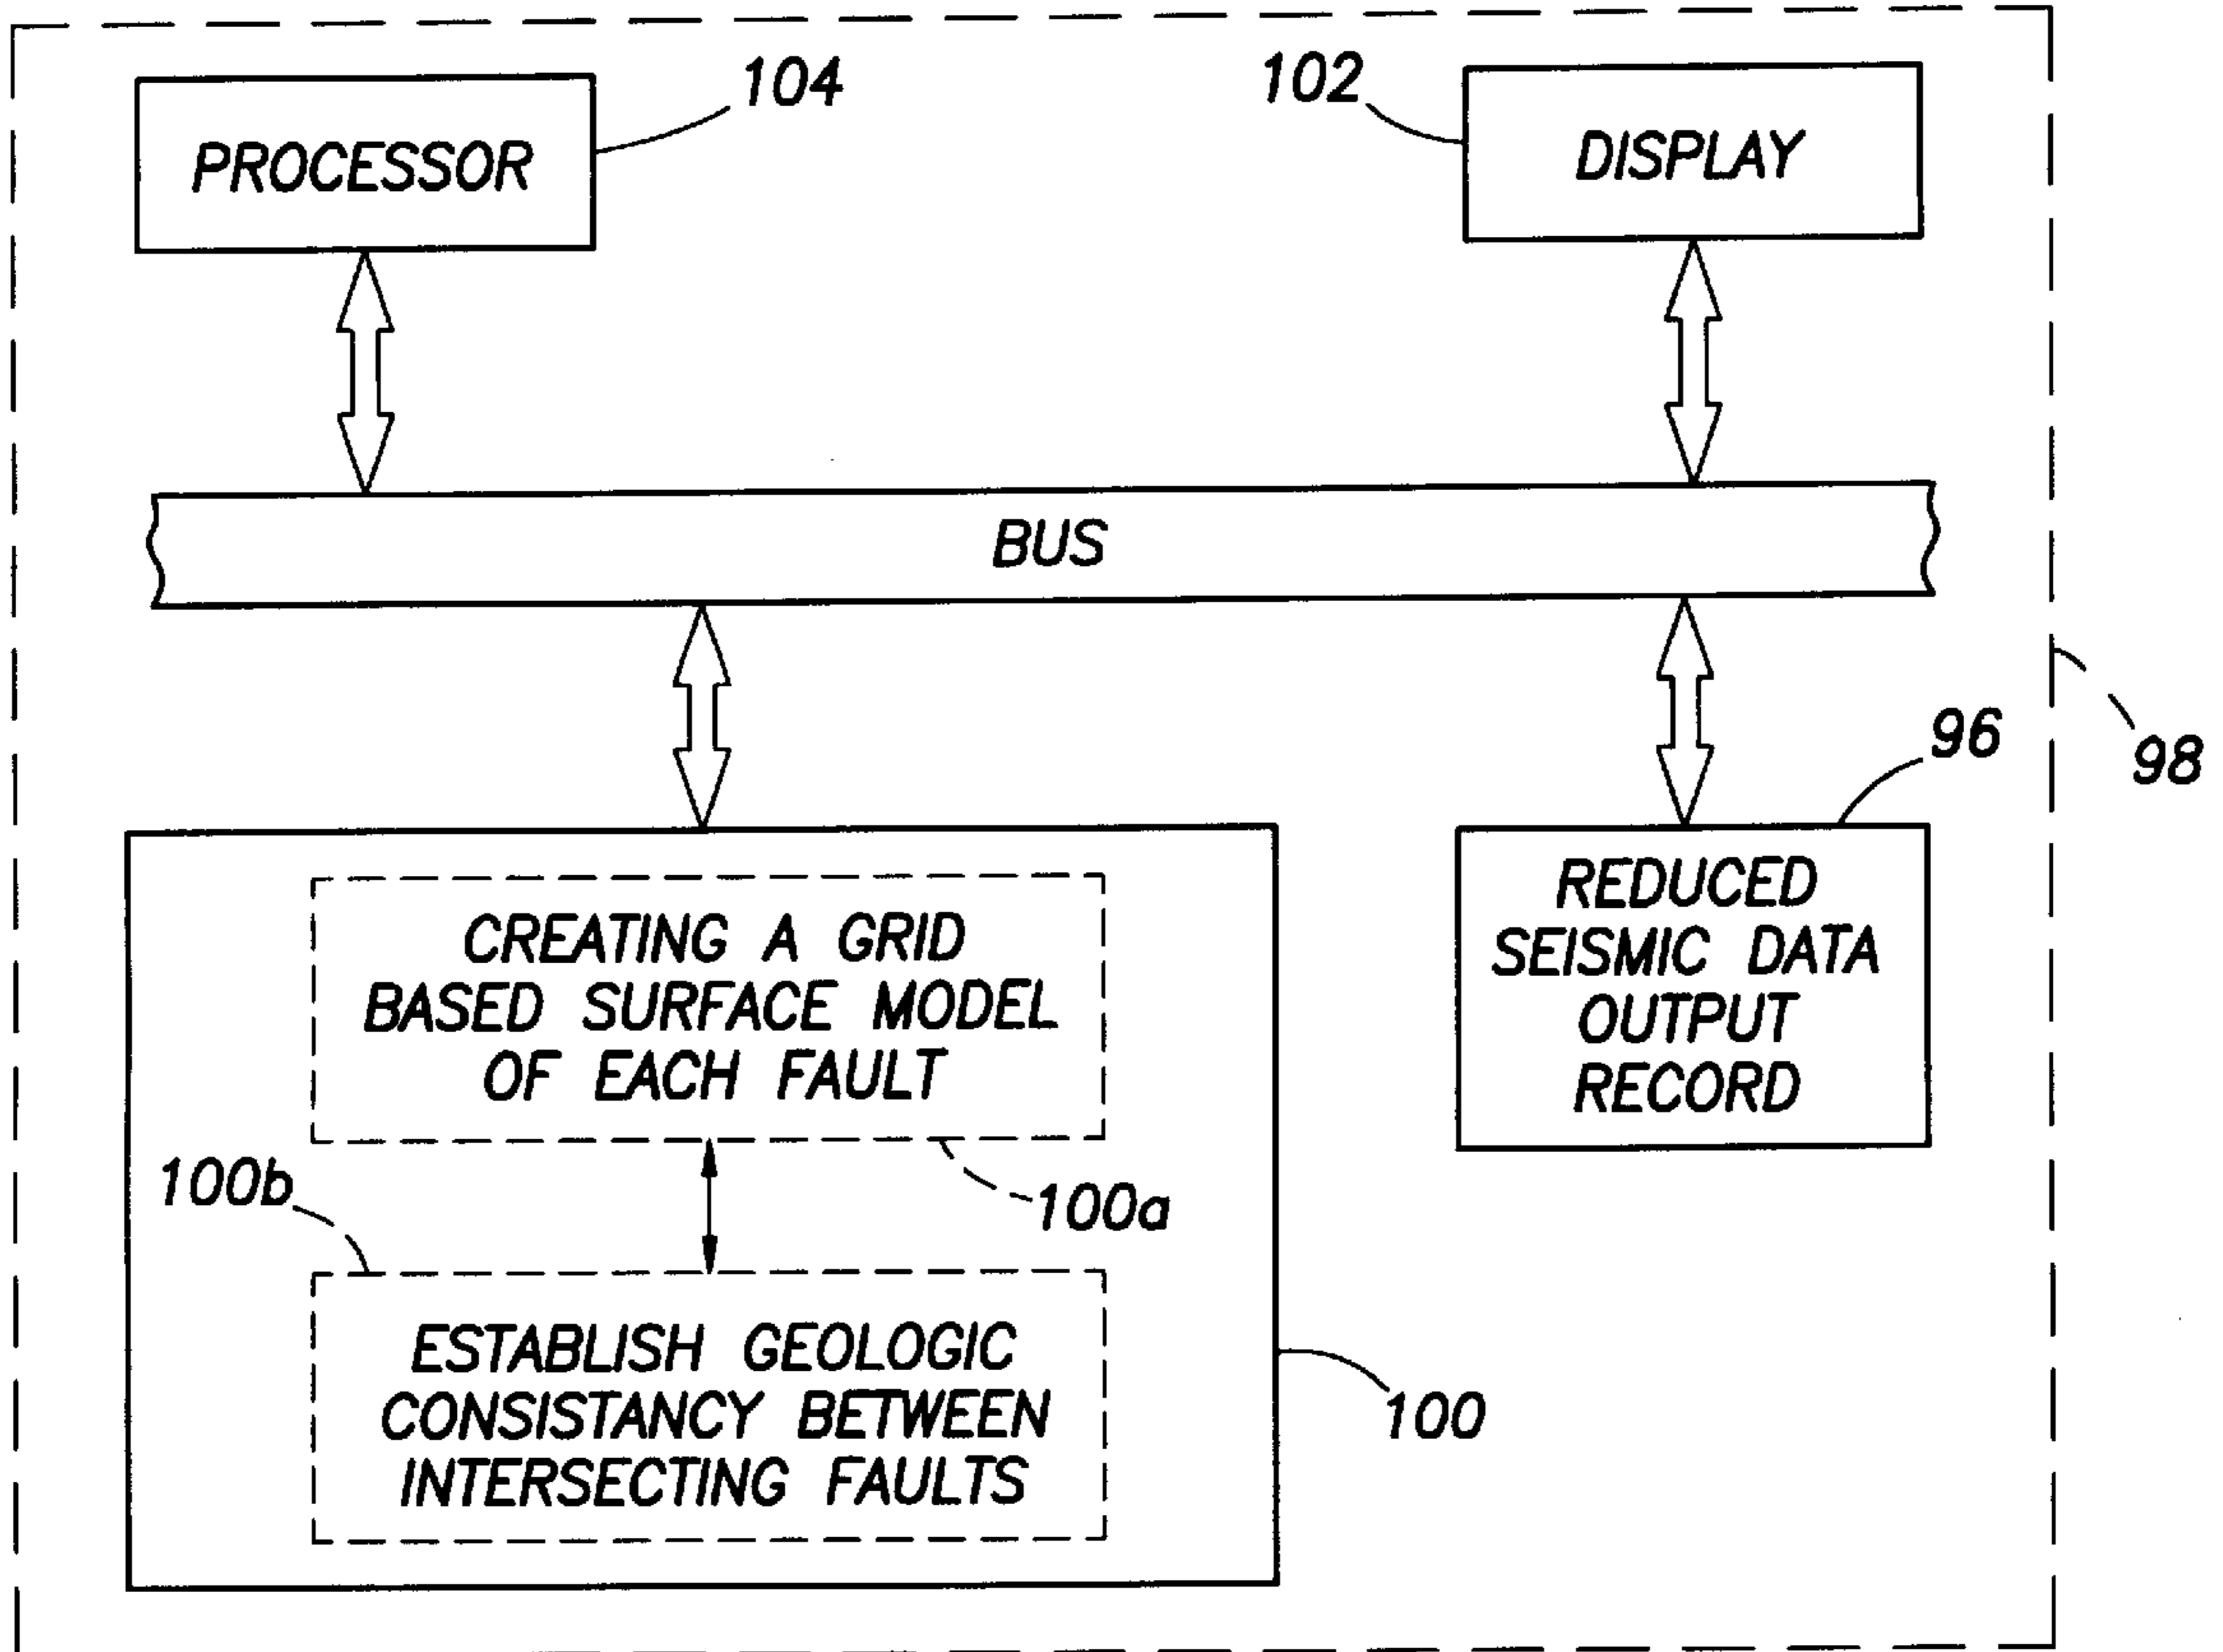 104
102
PROCESSOR
DISPLAY
BUS
96
98
REDUCED
SEISMIC DATA
OUTPUT
RECORD
CREATING A GRID
BASED SURFACE MODEL
OF EACH FAULT
100b
100a
ESTABLISH GEOLOGIC
CONSISTANCY BETWEEN
INTERSECTING FAULTS
100